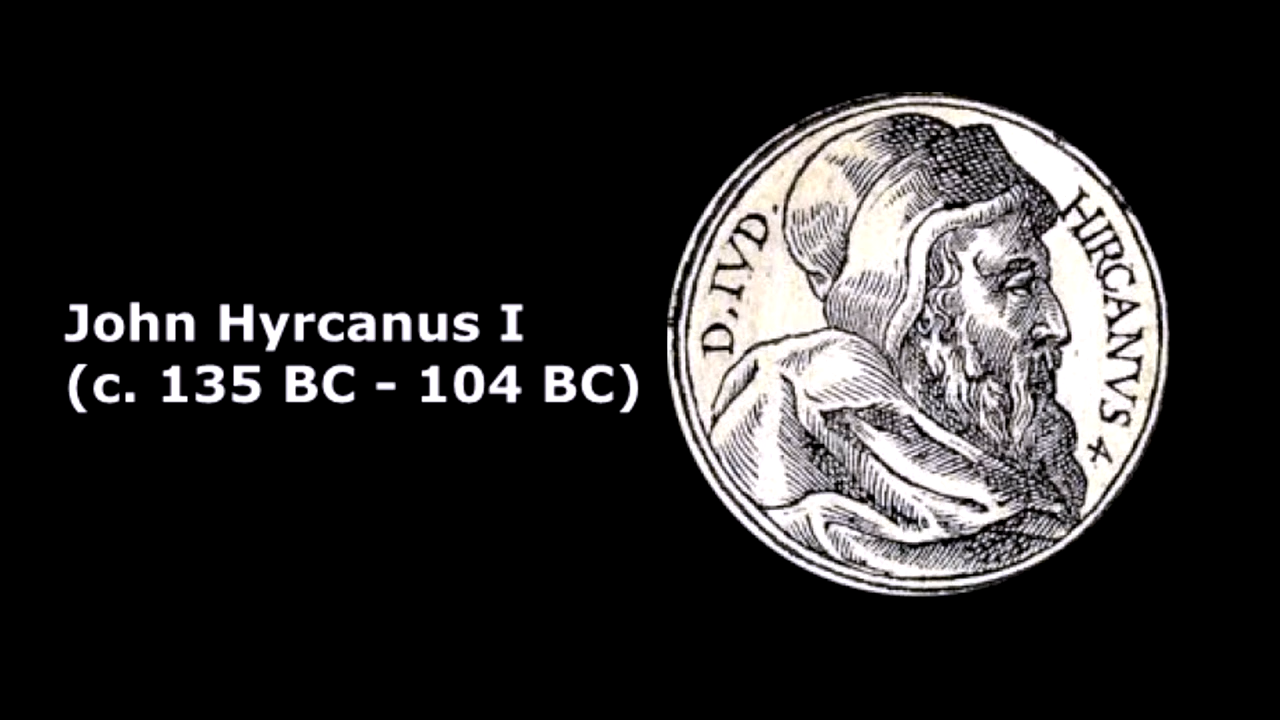 John Hyrcanus I
(c. 135 BC - 104 BC)
D. IVD.
HIRCANVS